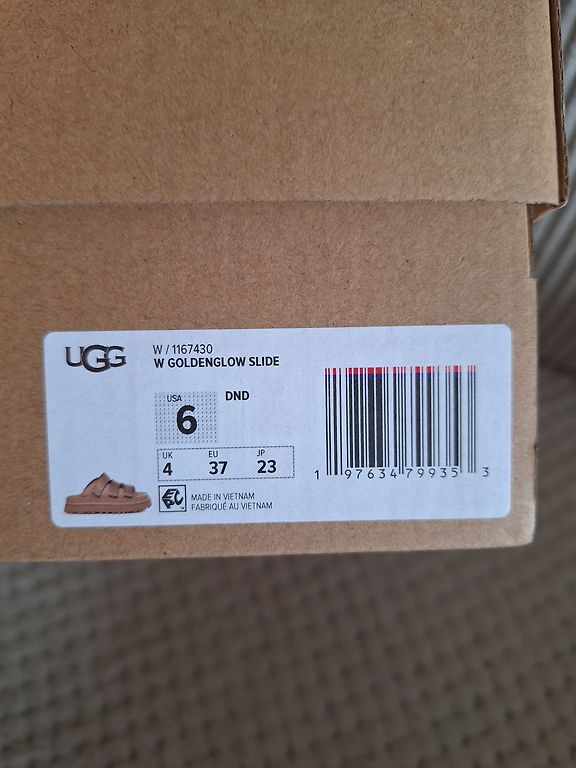 UGG
W / 1167430
W GOLDENGLOW SLIDE
USA
6
DND
UK EU JP
4 37 23
MADE IN VIETNAM
FABRIQUÉ AU VIETNAM
1 97634 79935 3